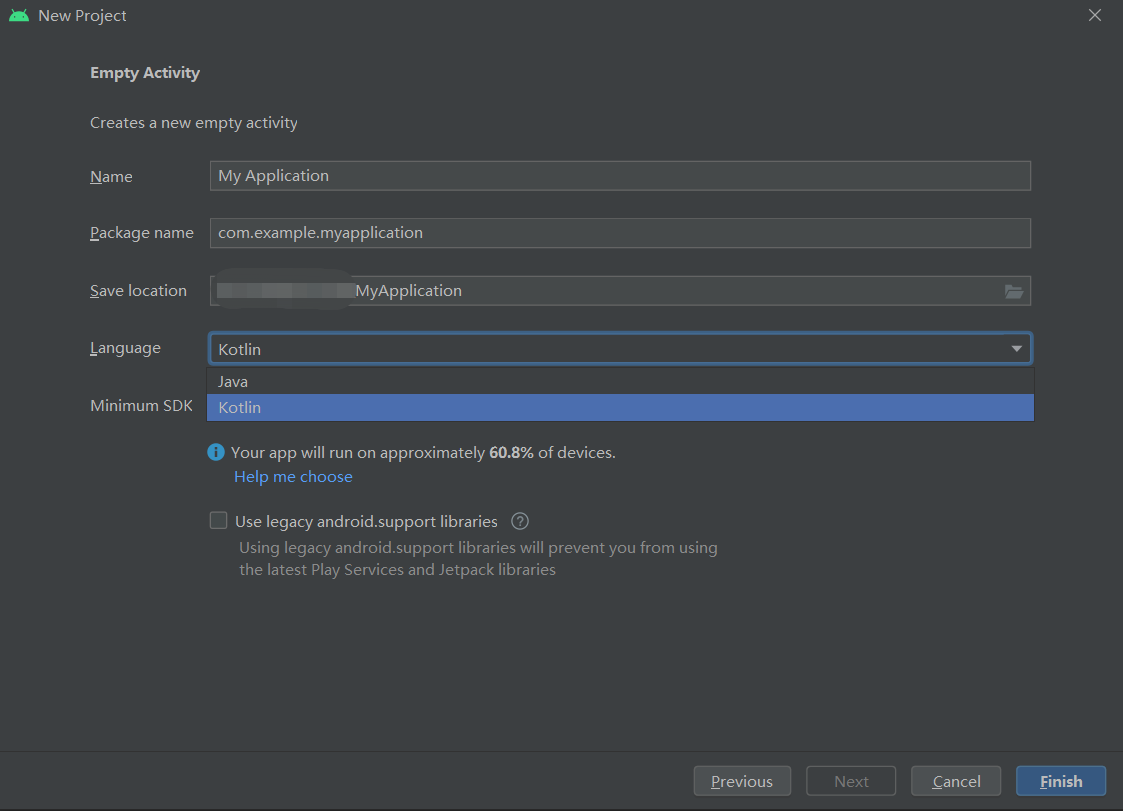 New Project
Empty Activity
Creates a new empty activity
Name My Application
Package name com.example.myapplication
Save location MyApplication
Language Kotlin
Java
Minimum SDK Kotlin
Your app will run on approximately 60.8% of devices.
Help me choose
Use legacy android.support libraries ?
Using legacy android.support libraries will prevent you from using
the latest Play Services and Jetpack libraries
Previous Next Cancel Finish